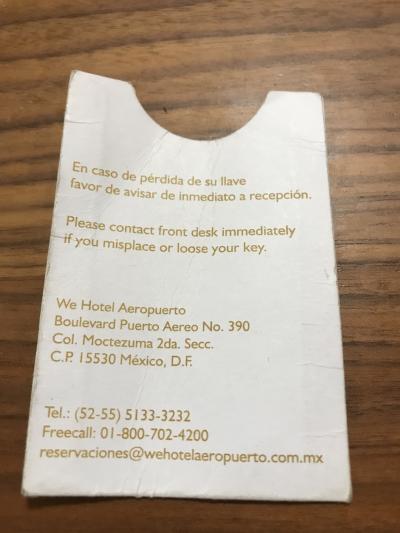 En caso de pérdida de su llave
favor de avisar de inmediato a recepción.
Please contact front desk immediately
if you misplace or loose your key.
We Hotel Aeropuerto
Boulevard Puerto Aereo No. 390
Col. Moctezuma 2da. Secc.
C.P. 15530 México, D.F.
Tel.: (52-55) 5133-3232
Freecall: 01-800-702-4200
reservaciones@wehotelaeropuerto.com.mx